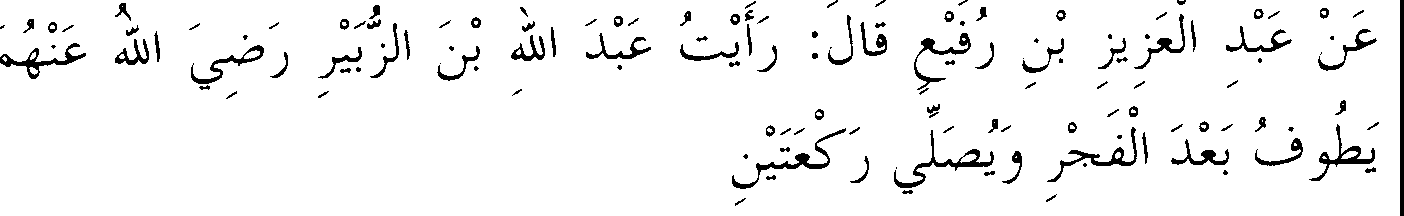 عَنْ عَبْدِ الْعَزِيزِ بْنِ رُفَيْعٍ قَالَ: رَأَيْتُ عَبْدَ اللهِ بْنَ الزُّبَيْرِ رَضِيَ اللهُ عَنْهُمَ
يَطُوفُ بَعْدَ الْفَجْرِ وَيُصَلِّي رَكْعَتَيْنِ